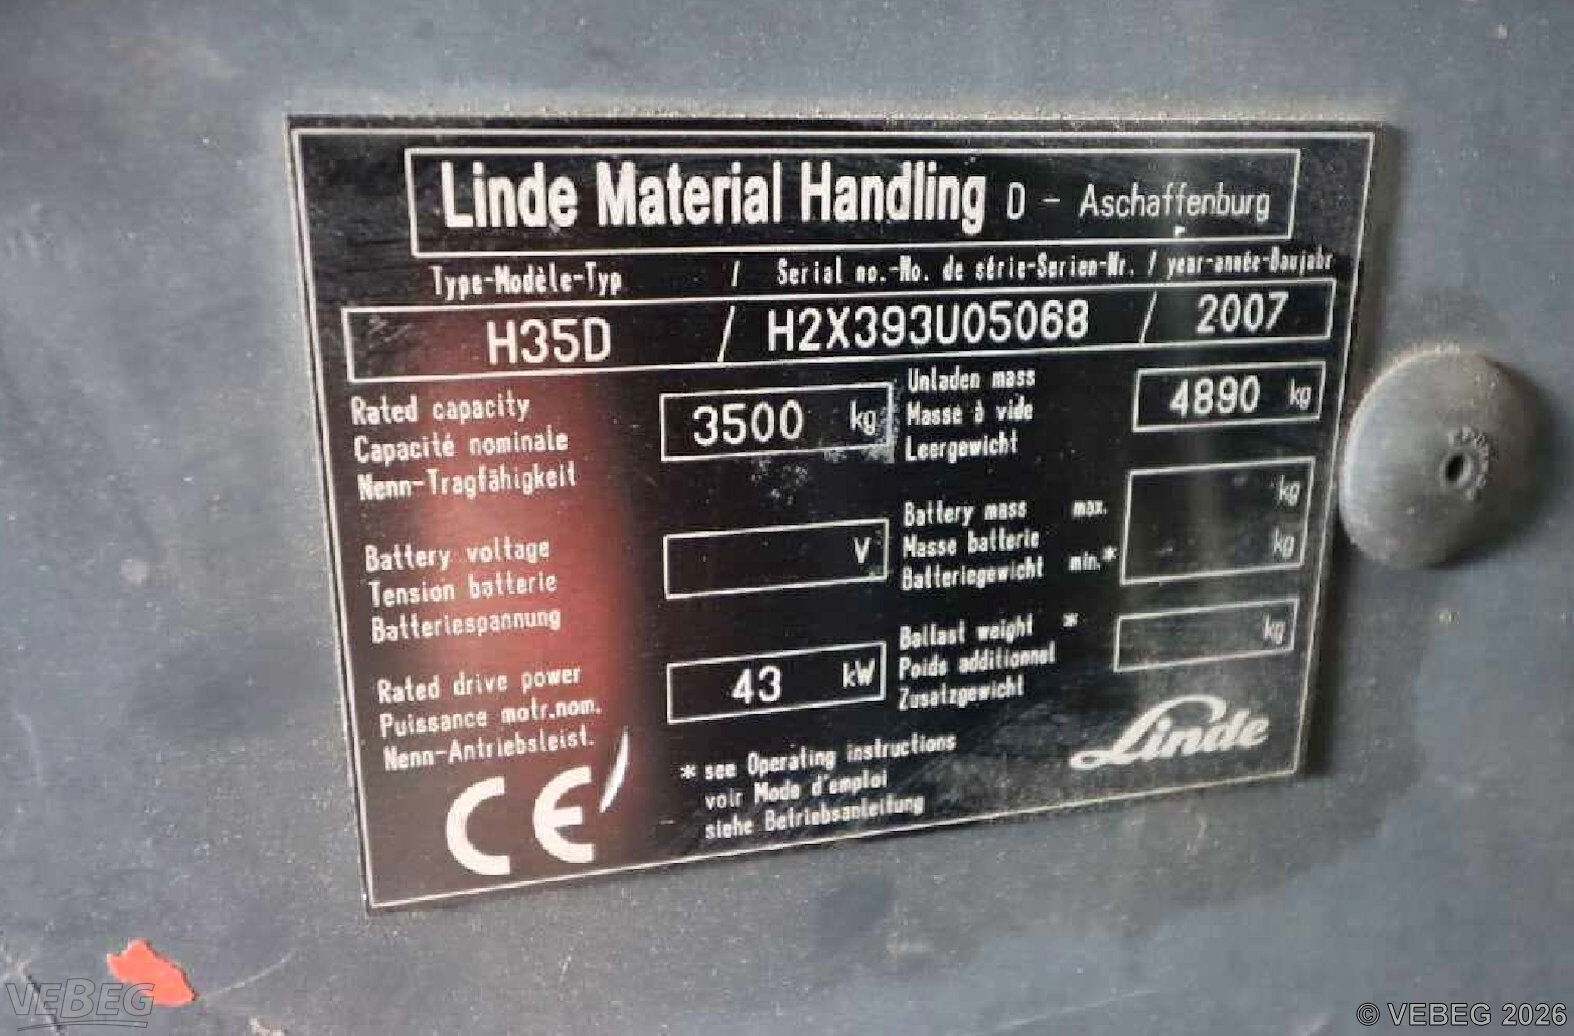 Linde Material Handling D - Aschaffenburg
Type-Modèle-Typ / Serial no.-No. de série-Serien-Nr. / year-année-Baujahr
H35D / H2X393U05068 / 2007
Rated capacity
Capacité nominale
Nenn-Tragfähigkeit
3500 kg
Unladen mass
Masse à vide
Leergewicht
4890 kg
Battery voltage
Tension batterie
Batteriespannung
V
Battery mass max.
Masse batterie
Batteriegewicht min.*
kg
kg
Rated drive power
Puissance motr.nom.
Nenn-Antriebsleist.
43 kW
Ballast weight *
Poids additionnel
Zusatzgewicht
kg
CE
* see Operating instructions
voir Mode d'emploi
siehe Betriebsanleitung
Linde
VEBEG
© VEBEG 2026